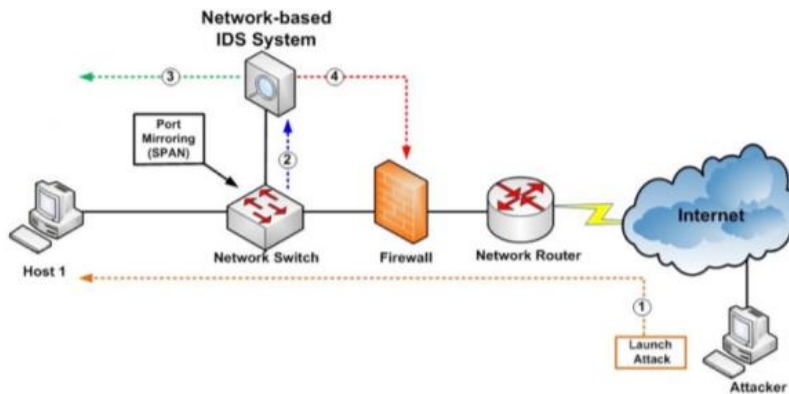 Network-based
IDS System
3
4
Port
Mirroring
(SPAN)
2
Internet
Host 1
Network Switch
Firewall
Network Router
1
Launch
Attack
Attacker